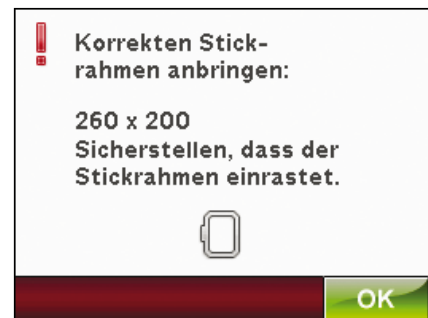 Korrekten Stick-
rahmen anbringen:
260 x 200
Sicherstellen, dass der
Stickrahmen einrastet.
OK